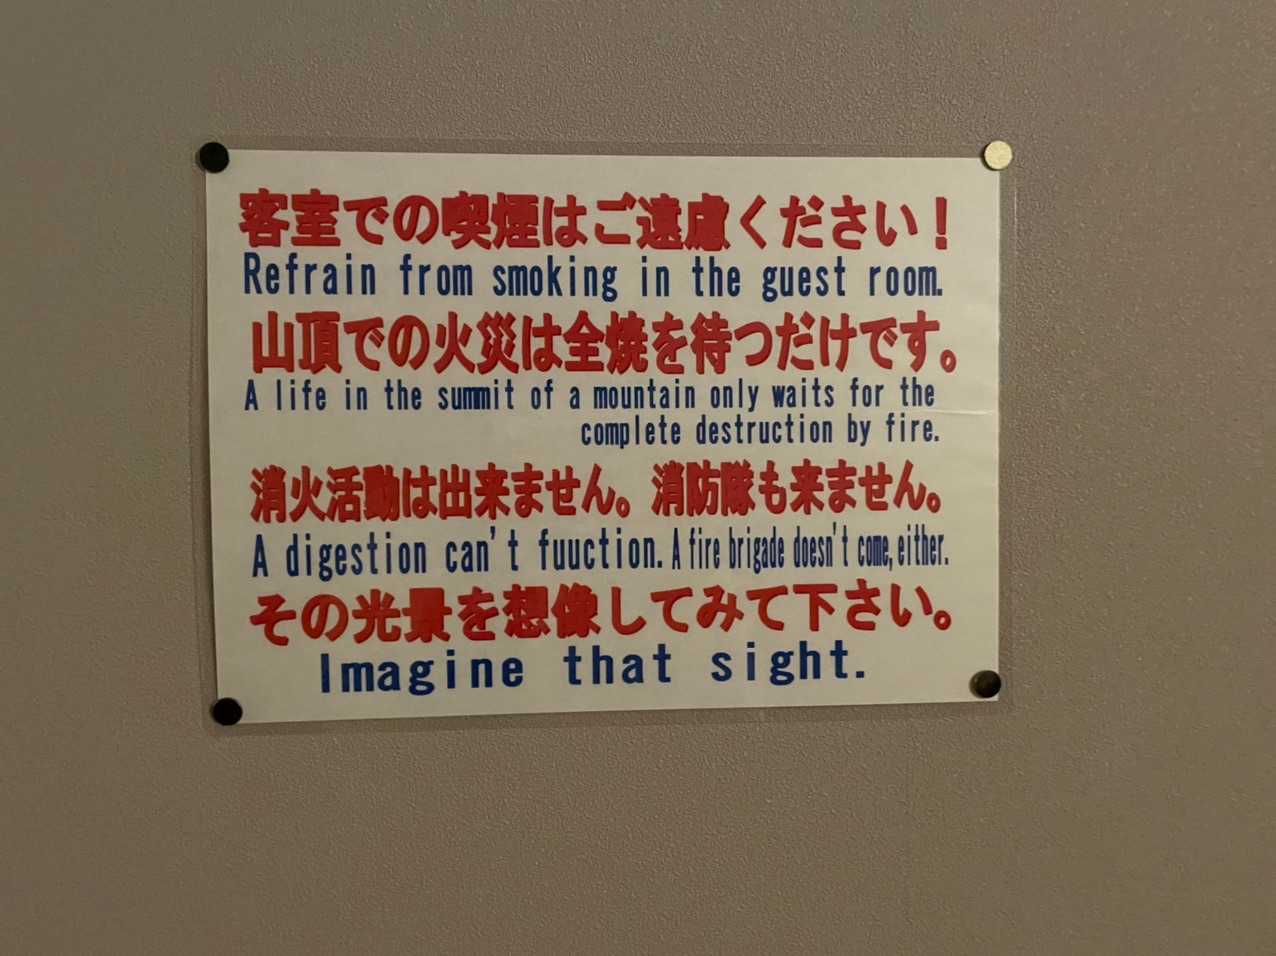 客室での喫煙はご遠慮ください！
Refrain from smoking in the guest room.
山頂での火災は全焼を待つだけです。
A life in the summit of a mountain only waits for the
complete destruction by fire.
消火活動は出来ません。消防隊も来ません。
A digestion can't fuuction. A fire brigade doesn't come, either.
その光景を想像してみて下さい。
Imagine that sight.